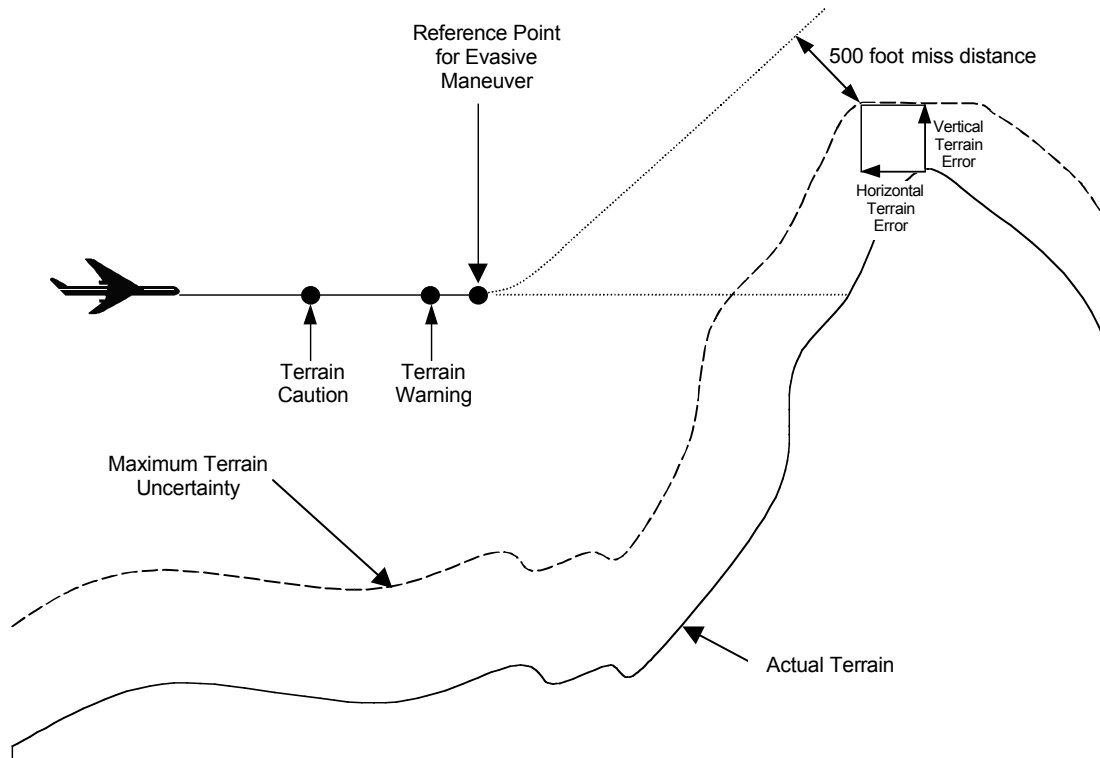 Reference Point
for Evasive
Maneuver
500 foot miss distance
Vertical
Terrain
Error
Horizontal
Terrain
Error
Terrain
Caution
Terrain
Warning
Maximum Terrain
Uncertainty
Actual Terrain